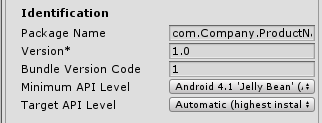 Identification
Package Name com.Company.ProductN
Version* 1.0
Bundle Version Code 1
Minimum API Level Android 4.1 'Jelly Bean' (
Target API Level Automatic (highest instal